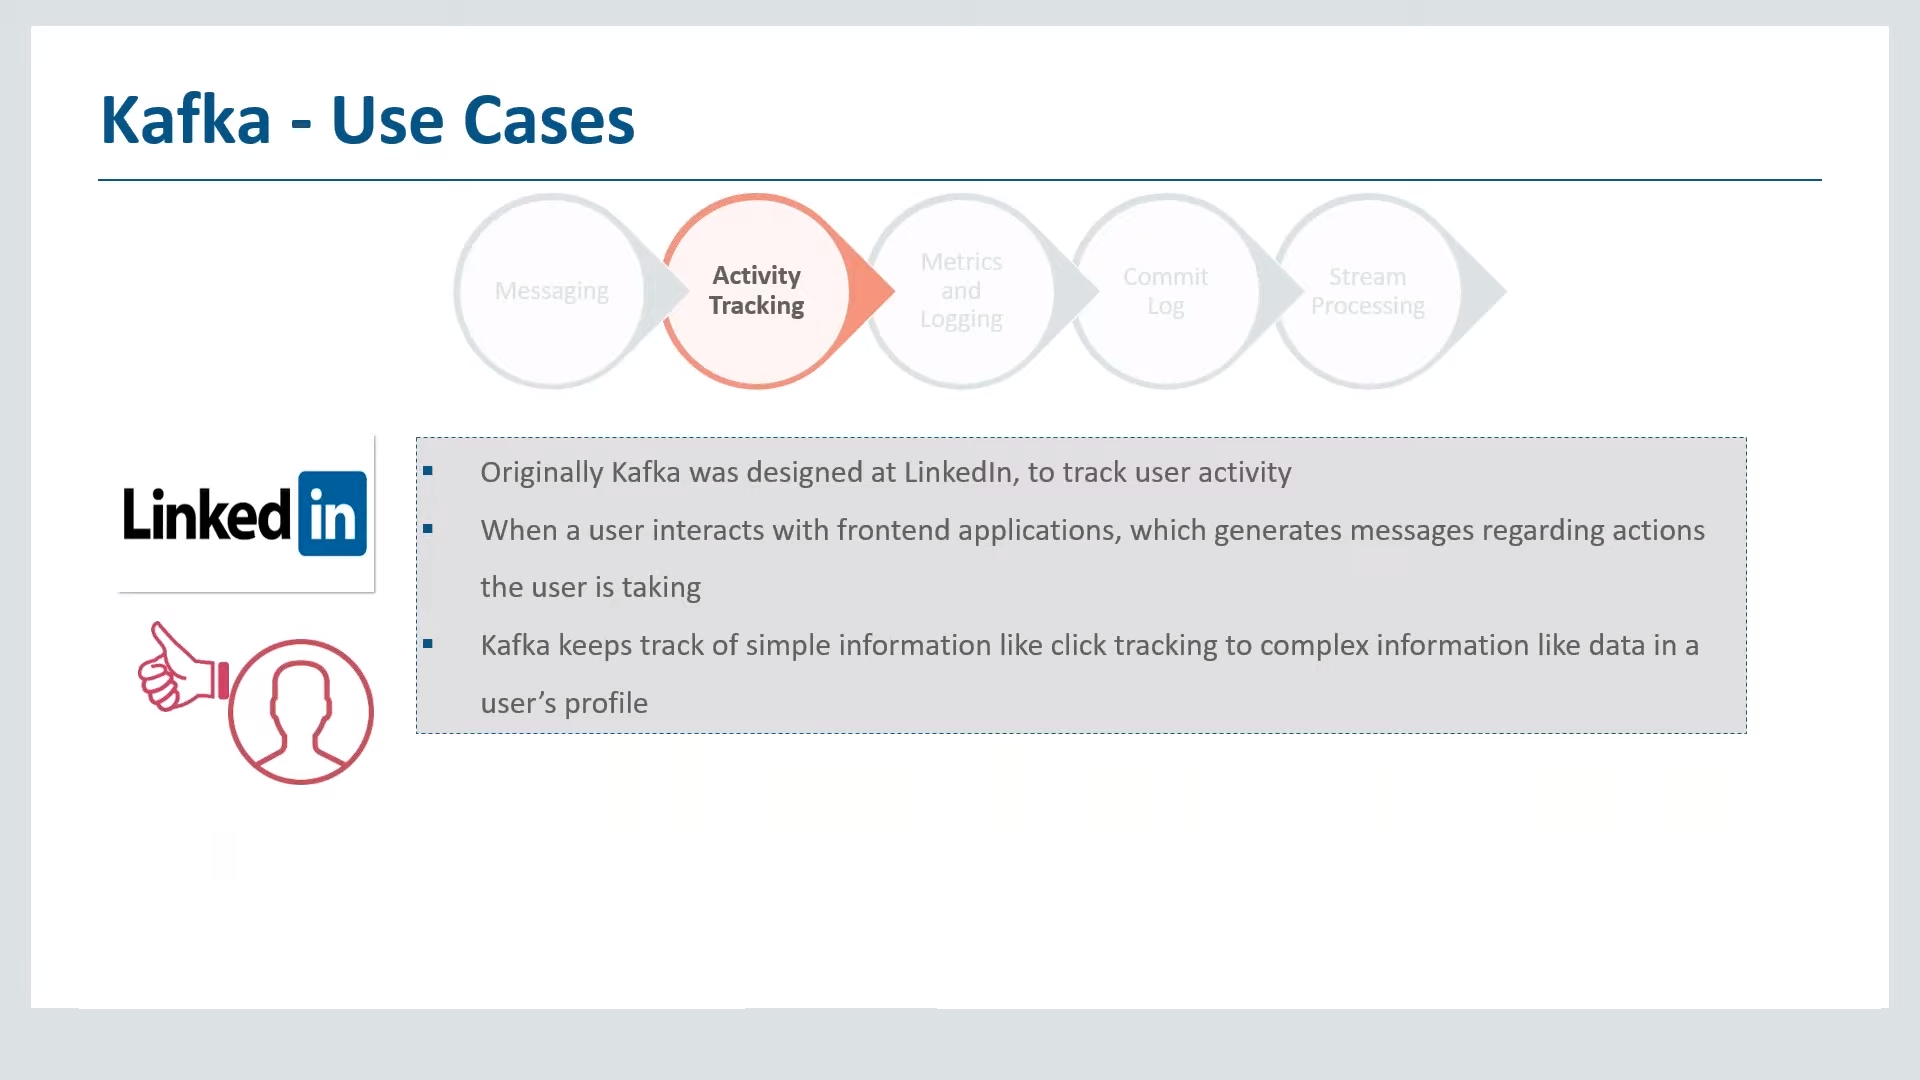 Kafka - Use Cases
Messaging
Activity
Tracking
Metrics
and
Logging
Commit
Log
Stream
Processing
Linked in
Originally Kafka was designed at LinkedIn, to track user activity
When a user interacts with frontend applications, which generates messages regarding actions
the user is taking
Kafka keeps track of simple information like click tracking to complex information like data in a
user’s profile